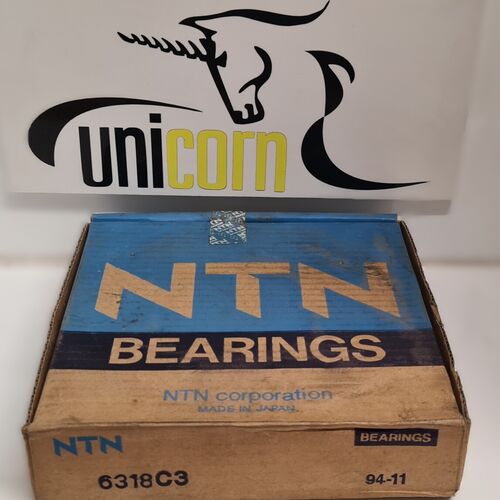 unicorn
NTN
BEARINGS
NTN corporation
MADE IN JAPAN.
NTN BEARINGS
6318C3 94-11